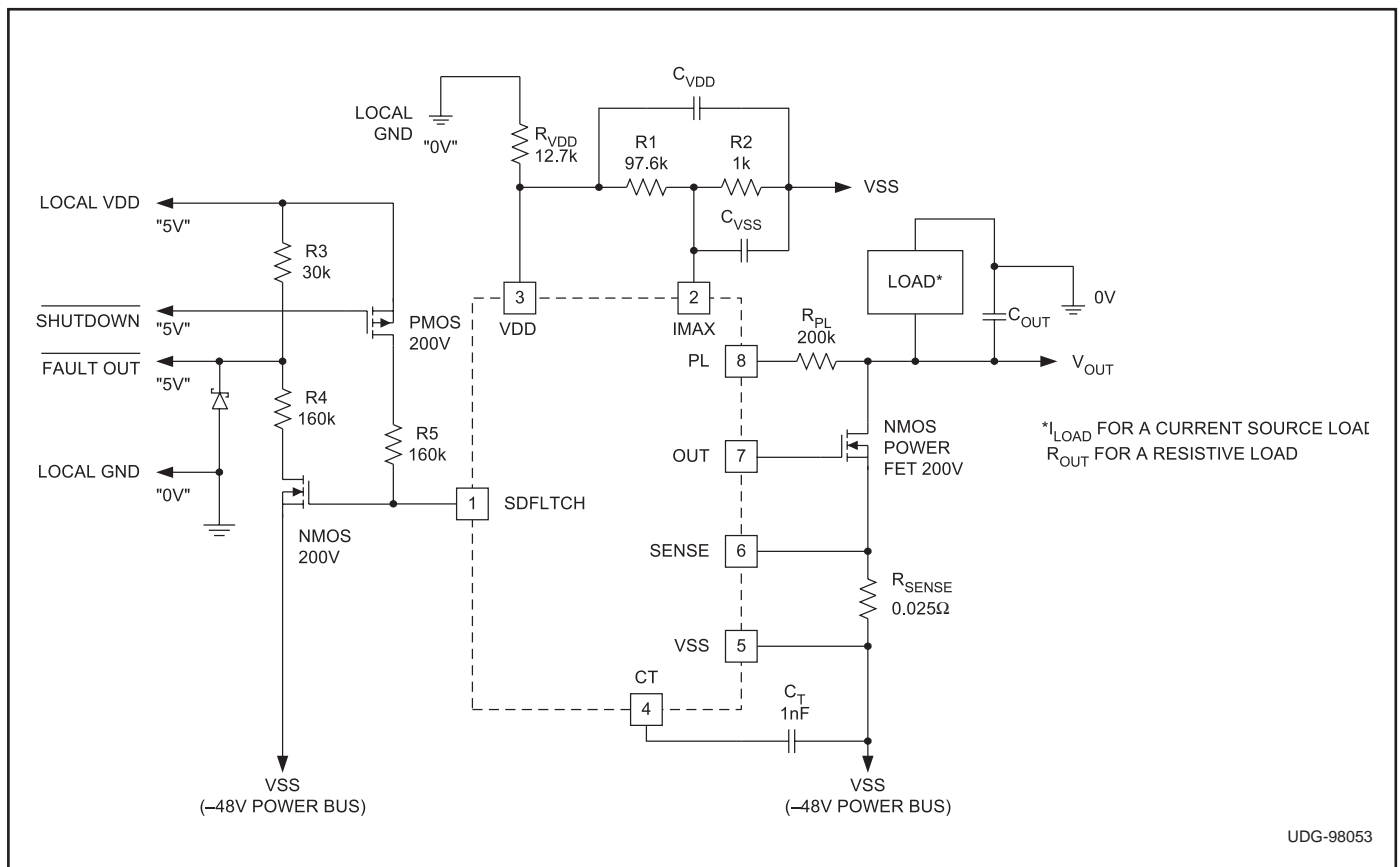 C_VDD
LOCAL
GND
"0V"
R_VDD
12.7k
R1
97.6k
R2
1k
VSS
C_VSS
LOCAL VDD
"5V"
R3
30k
SHUTDOWN
"5V"
PMOS
200V
3
VDD
2
IMAX
LOAD*
C_OUT
0V
FAULT OUT
"5V"
PL
8
R_PL
200k
V_OUT
R4
160k
R5
160k
LOCAL GND
"0V"
OUT
7
NMOS
POWER
FET 200V
*I_LOAD FOR A CURRENT SOURCE LOAD
R_OUT FOR A RESISTIVE LOAD
NMOS
200V
1
SDFLTCH
SENSE
6
R_SENSE
0.025Ω
VSS
5
CT
4
C_T
1nF
VSS
(–48V POWER BUS)
VSS
(–48V POWER BUS)
UDG-98053